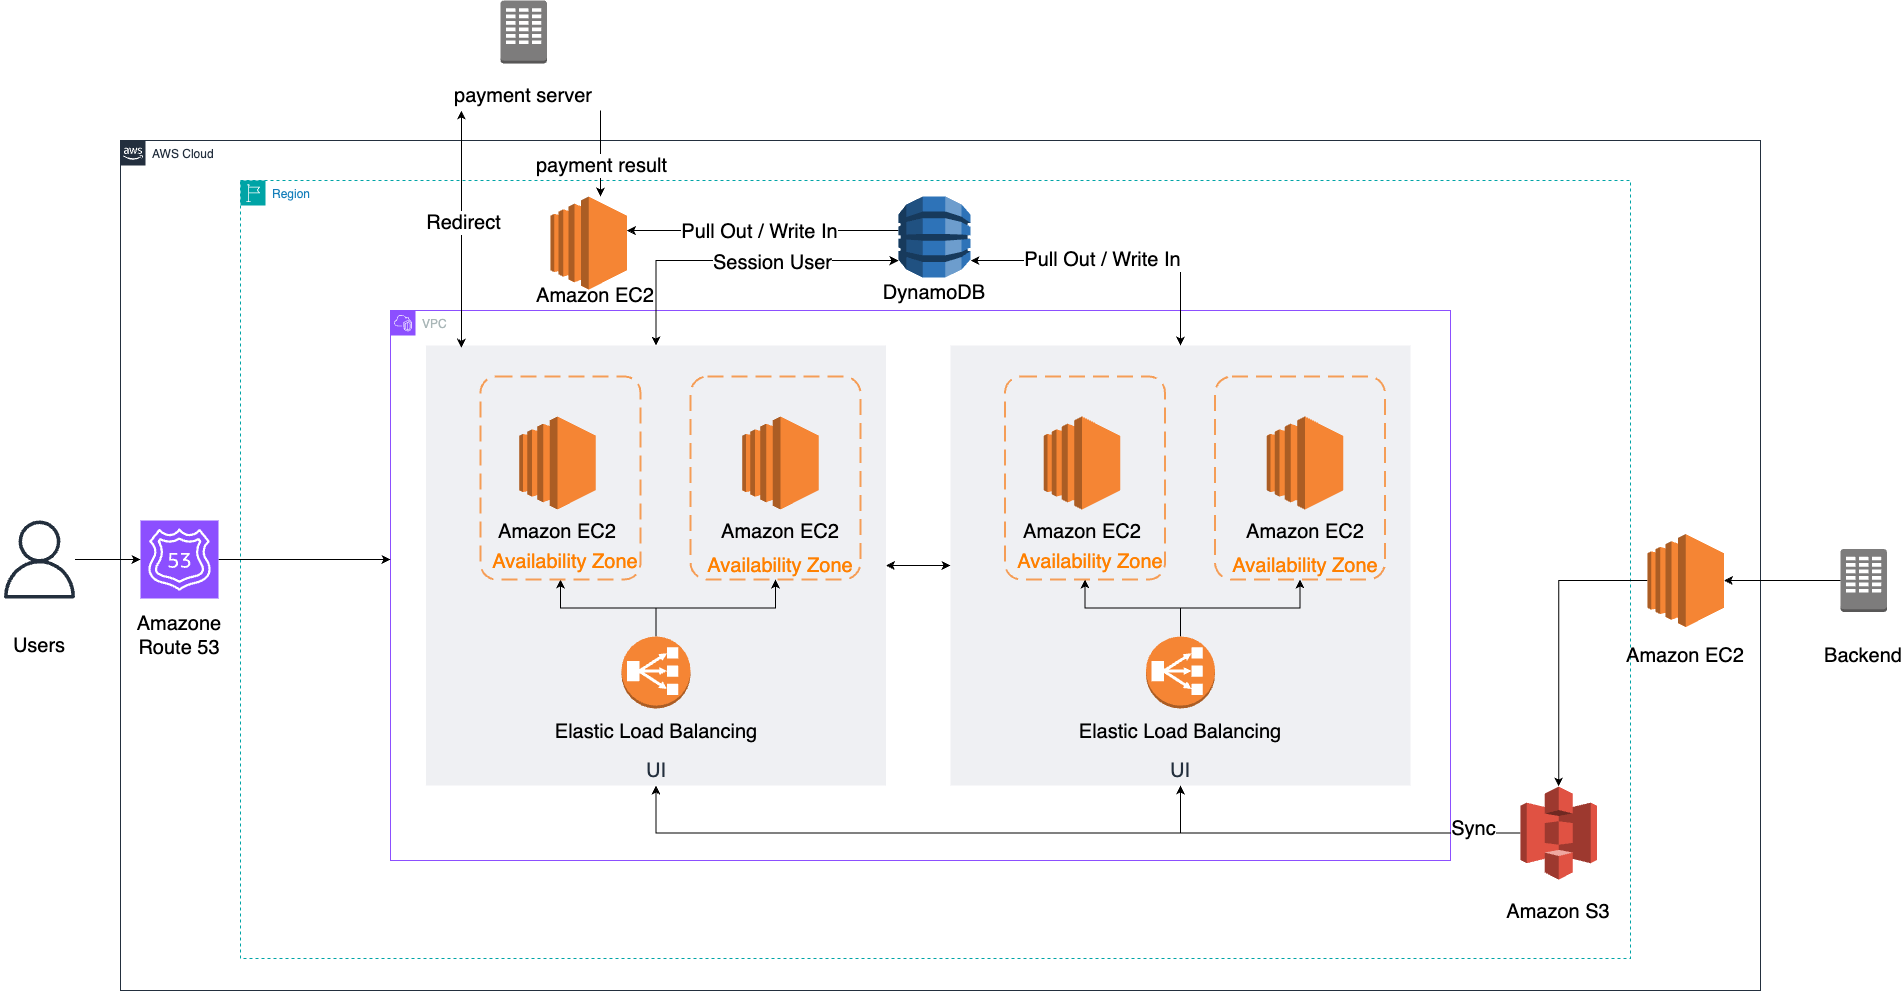 payment server
aws
AWS Cloud
payment result
Region
Redirect
Pull Out / Write In
Session User
Pull Out / Write In
Amazon EC2
DynamoDB
VPC
Amazon EC2
Availability Zone
Amazon EC2
Availability Zone
Amazon EC2
Availability Zone
Amazon EC2
Availability Zone
53
Users
Amazone
Route 53
Amazon EC2
Backend
Elastic Load Balancing
Elastic Load Balancing
UI
UI
Sync
Amazon S3